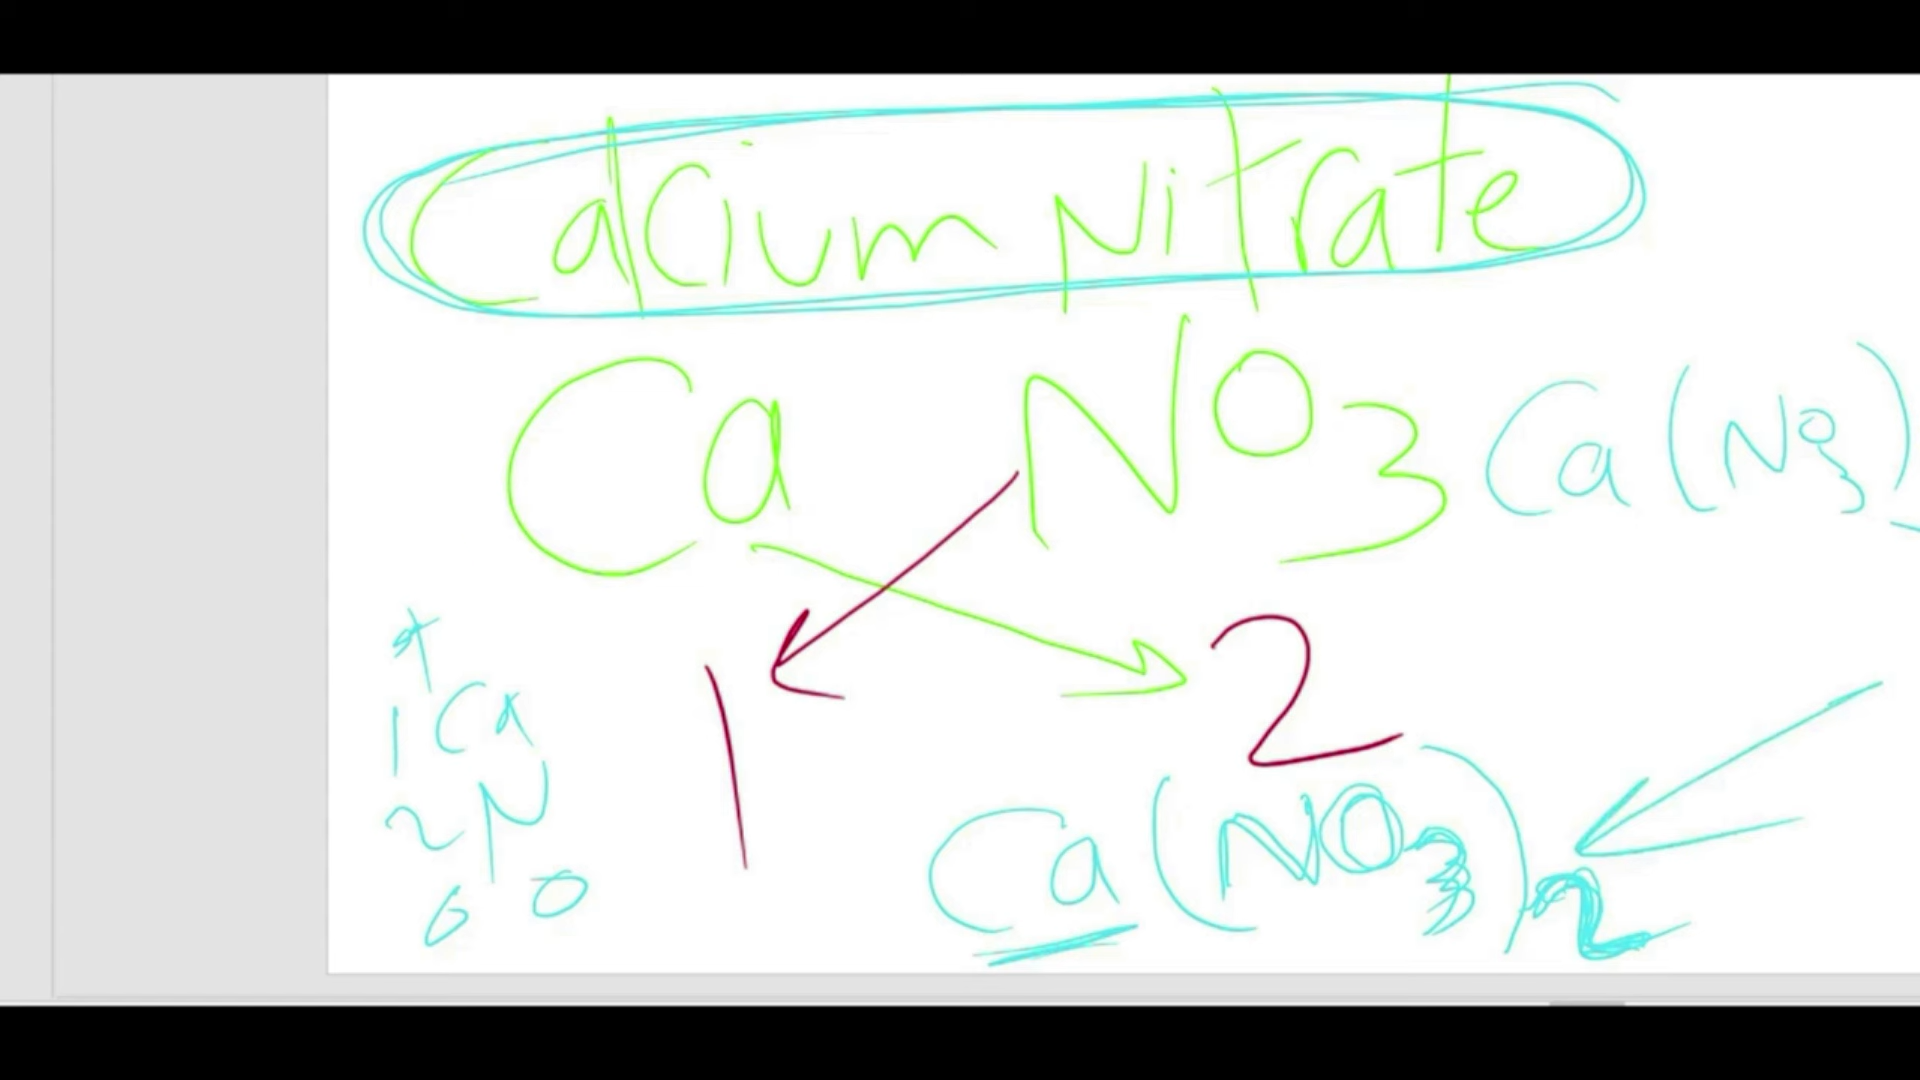 Calcium Nitrate
Ca NO3
Ca (NO3)
1 2
1 Ca
2 N
6 O
Ca (NO3)2